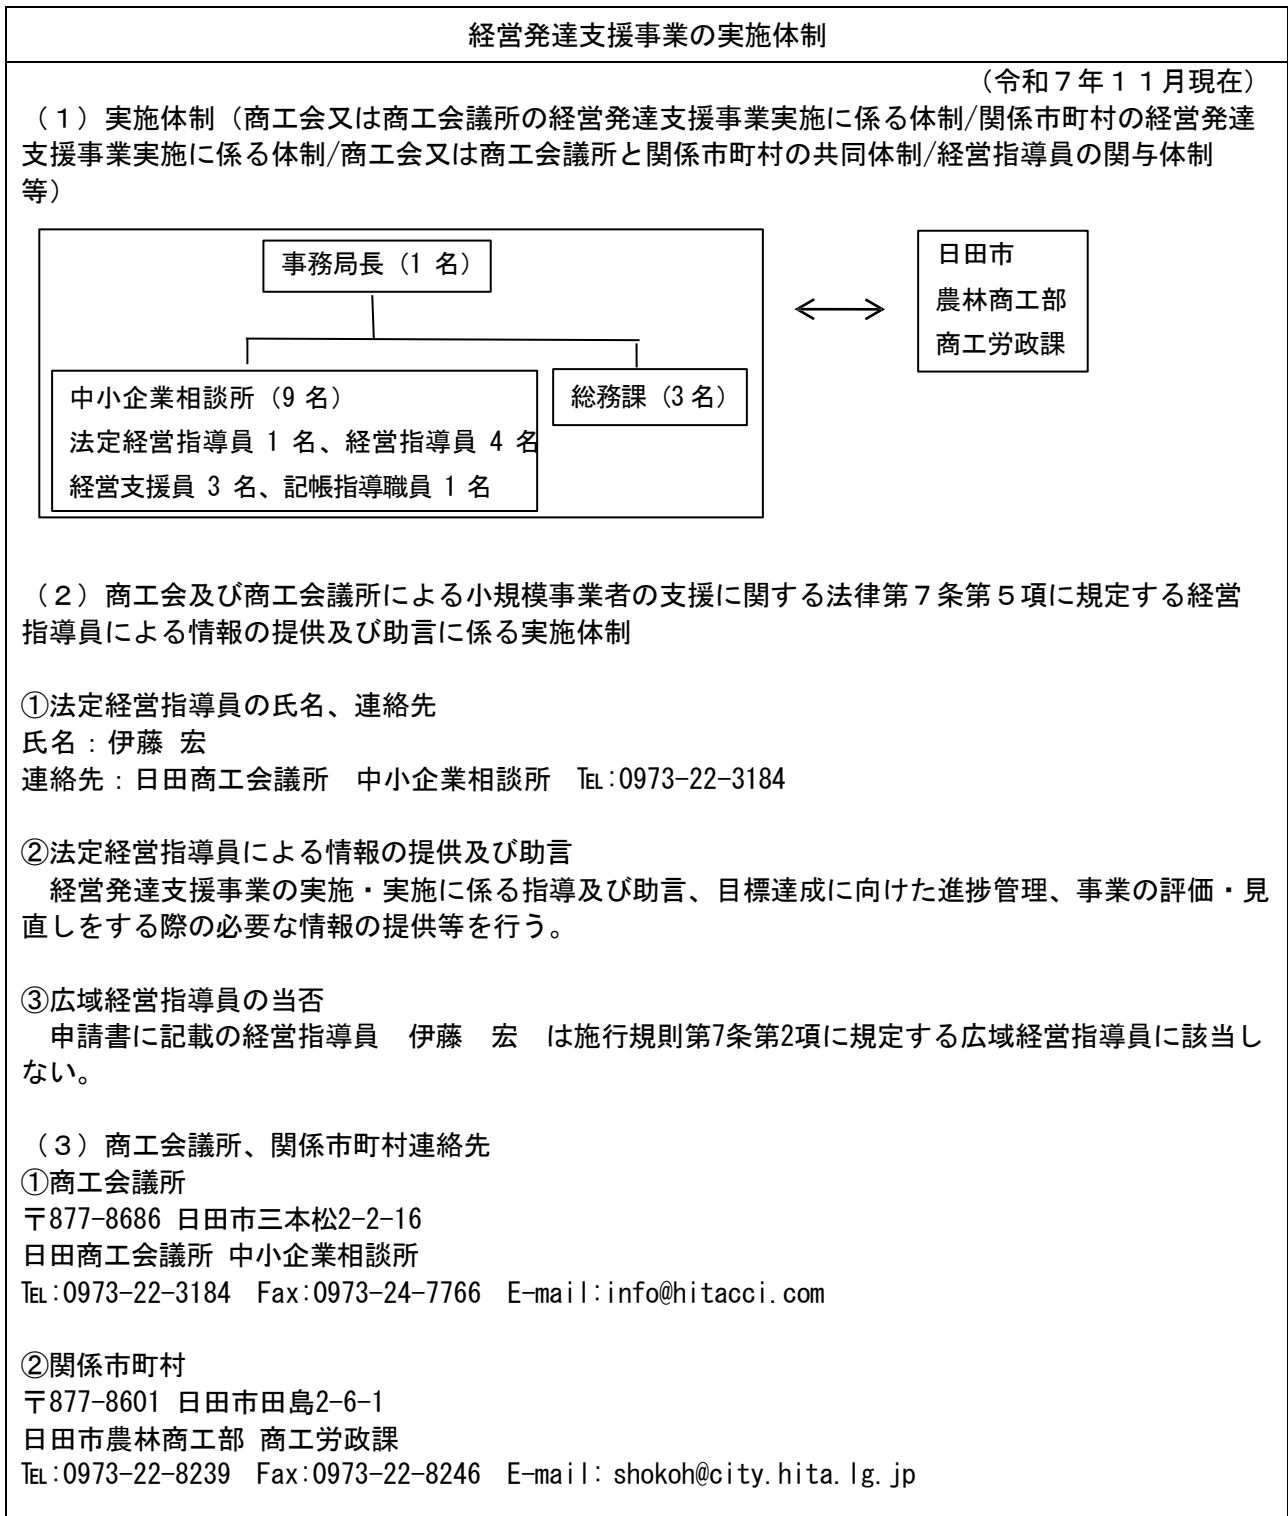 経営発達支援事業の実施体制
（令和７年１１月現在）
（１）実施体制（商工会又は商工会議所の経営発達支援事業実施に係る体制/関係市町村の経営発達
支援事業実施に係る体制/商工会又は商工会議所と関係市町村の共同体制/経営指導員の関与体制
等）
事務局長（1 名）
中小企業相談所（9 名）
法定経営指導員 1 名、経営指導員 4 名
経営支援員 3 名、記帳指導職員 1 名
総務課（3 名）
日田市
農林商工部
商工労政課
（２）商工会及び商工会議所による小規模事業者の支援に関する法律第７条第５項に規定する経営
指導員による情報の提供及び助言に係る実施体制
①法定経営指導員の氏名、連絡先
氏名：伊藤 宏
連絡先：日田商工会議所　中小企業相談所　℡:0973-22-3184
②法定経営指導員による情報の提供及び助言
　経営発達支援事業の実施・実施に係る指導及び助言、目標達成に向けた進捗管理、事業の評価・見
直しをする際の必要な情報の提供等を行う。
③広域経営指導員の当否
　申請書に記載の経営指導員　伊藤　宏　は施行規則第7条第2項に規定する広域経営指導員に該当し
ない。
（３）商工会議所、関係市町村連絡先
①商工会議所
〒877-8686 日田市三本松2-2-16
日田商工会議所 中小企業相談所
℡:0973-22-3184　Fax:0973-24-7766　E-mail:info@hitacci.com
②関係市町村
〒877-8601 日田市田島2-6-1
日田市農林商工部 商工労政課
℡:0973-22-8239　Fax:0973-22-8246　E-mail: shokoh@city.hita.lg.jp